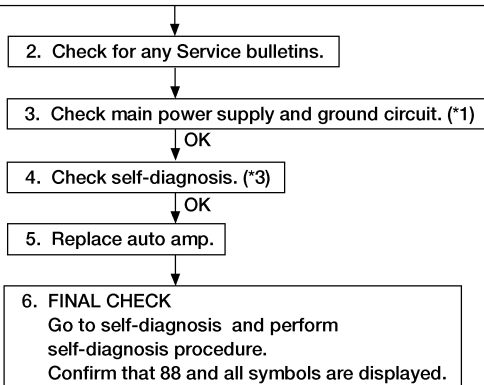 2. Check for any Service bulletins.
3. Check main power supply and ground circuit. (*1)
OK
4. Check self-diagnosis. (*3)
OK
5. Replace auto amp.
6. FINAL CHECK
Go to self-diagnosis and perform
self-diagnosis procedure.
Confirm that 88 and all symbols are displayed.